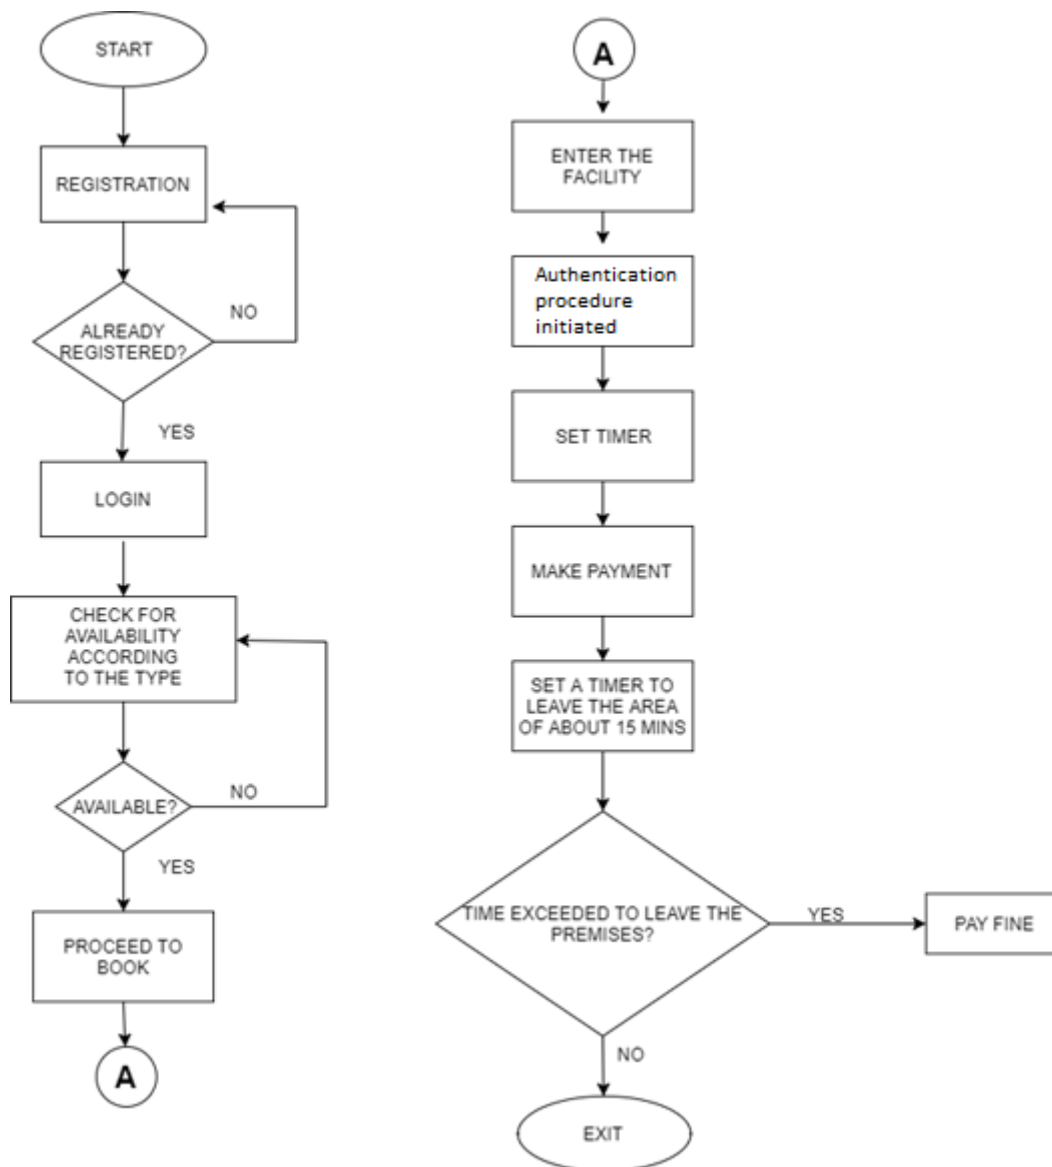 START
REGISTRATION
NO
ALREADY
REGISTERED?
YES
LOGIN
CHECK FOR
AVAILABILITY
ACCORDING
TO THE TYPE
NO
AVAILABLE?
YES
PROCEED TO
BOOK
A
A
ENTER THE
FACILITY
Authentication
procedure
initiated
SET TIMER
MAKE PAYMENT
SET A TIMER TO
LEAVE THE AREA
OF ABOUT 15 MINS
TIME EXCEEDED TO LEAVE THE
PREMISES?
YES
PAY FINE
NO
EXIT